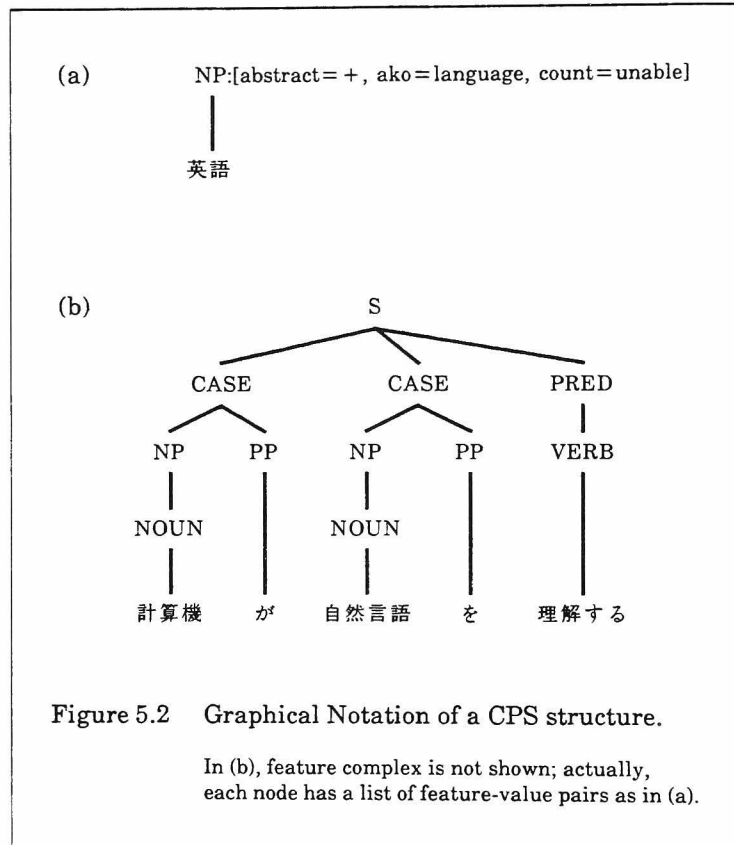 (a) NP:[abstract=+, ako=language, count=unable]
英語
(b) S
CASE CASE PRED
NP PP NP PP VERB
NOUN NOUN
計算機 が 自然言語 を 理解する
Figure 5.2 Graphical Notation of a CPS structure.
In (b), feature complex is not shown; actually,
each node has a list of feature-value pairs as in (a).